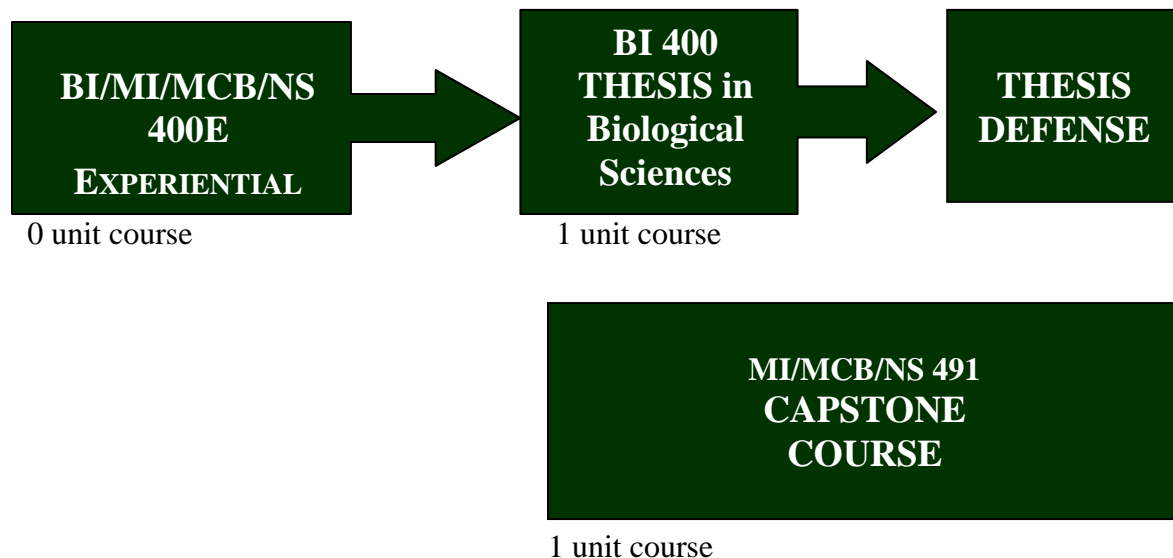 BI/MI/MCB/NS
400E
EXPERIENTIAL
0 unit course
BI 400
THESIS in
Biological
Sciences
1 unit course
THESIS
DEFENSE
MI/MCB/NS 491
CAPSTONE
COURSE
1 unit course